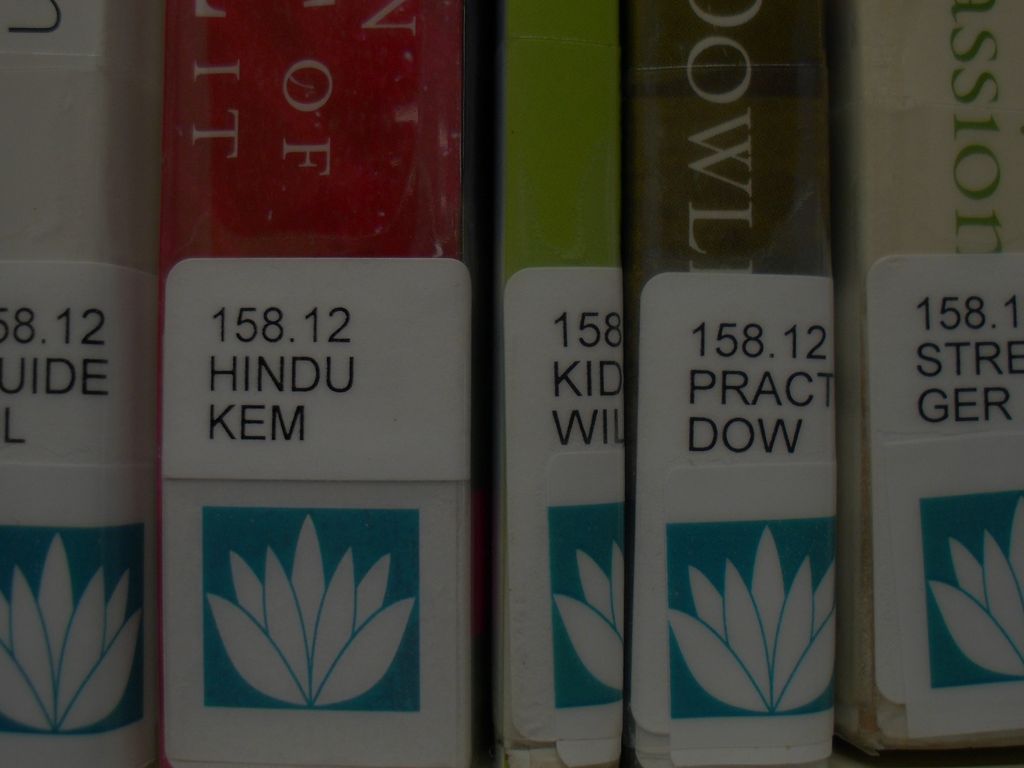 OF
IT
assion
58.12
UIDE
L
158.12
HINDU
KEM
158
KID
WIL
158.12
PRACT
DOW
158.1
STRE
GER